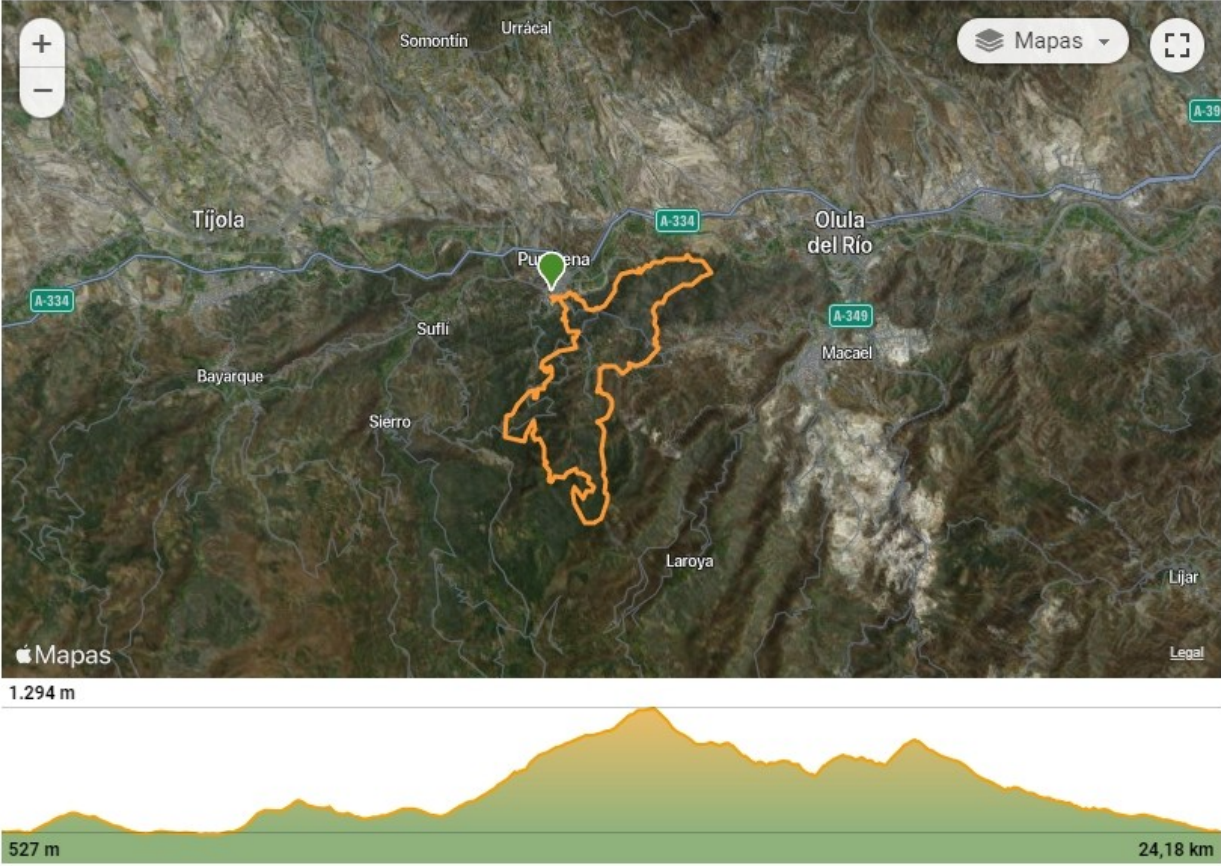 +
Somontín
Urrácal
Mapas
−
A-39
Tíjola
A-334
Olula
del Río
A-334
Suflí
A-349
Macael
Bayarque
Sierro
Laroya
Líjar
Mapas
Legal
1.294 m
527 m
24,18 km